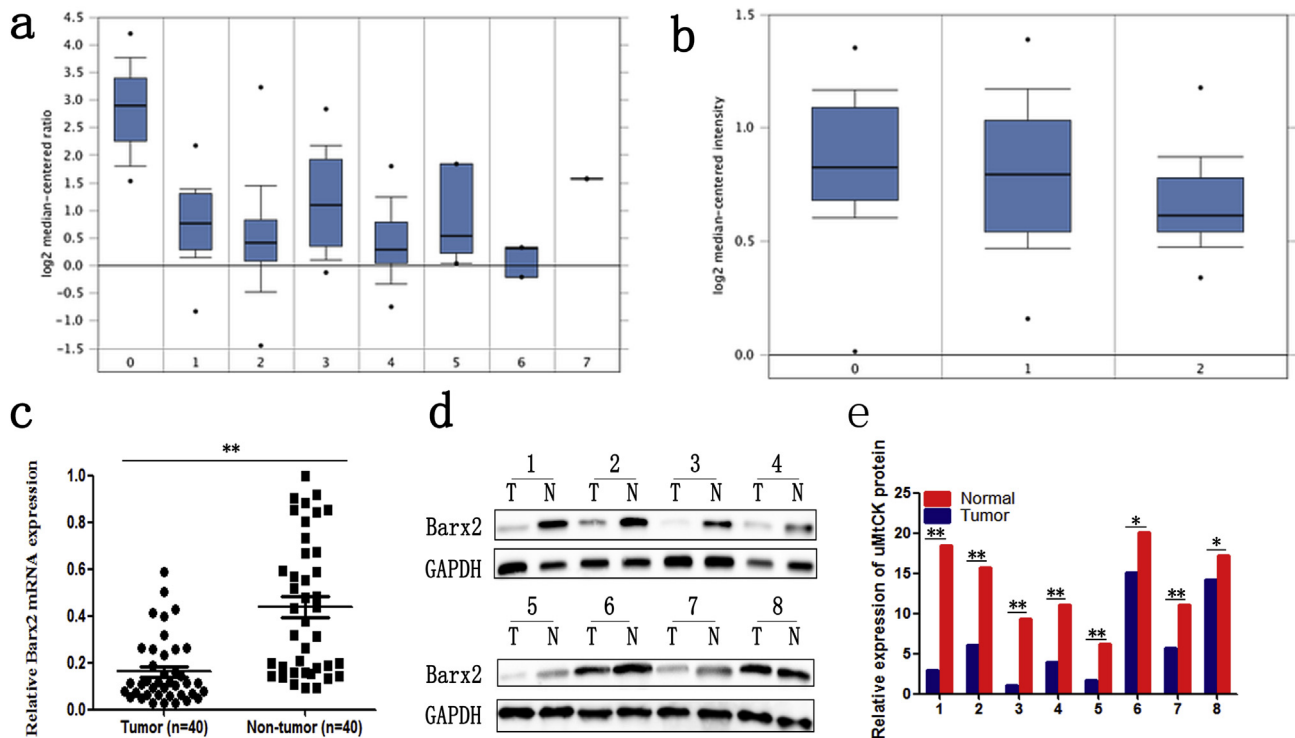 a
log2 median-centered ratio
4.5
4.0
3.5
3.0
2.5
2.0
1.5
1.0
0.5
0.0
-0.5
-1.0
-1.5
0 1 2 3 4 5 6 7
b
log2 median-centered intensity
1.5
1.0
0.5
0.0
0 1 2
c
**
Relative Barx2 mRNA expression
1.0
0.8
0.6
0.4
0.2
0.0
Tumor (n=40) Non-tumor (n=40)
d
1 2 3 4
T N T N T N T N
Barx2
GAPDH
5 6 7 8
T N T N T N T N
Barx2
GAPDH
e
Relative expression of uMtCK protein
25
20
15
10
5
0
Normal
Tumor
** ** ** ** ** * ** *
1 2 3 4 5 6 7 8